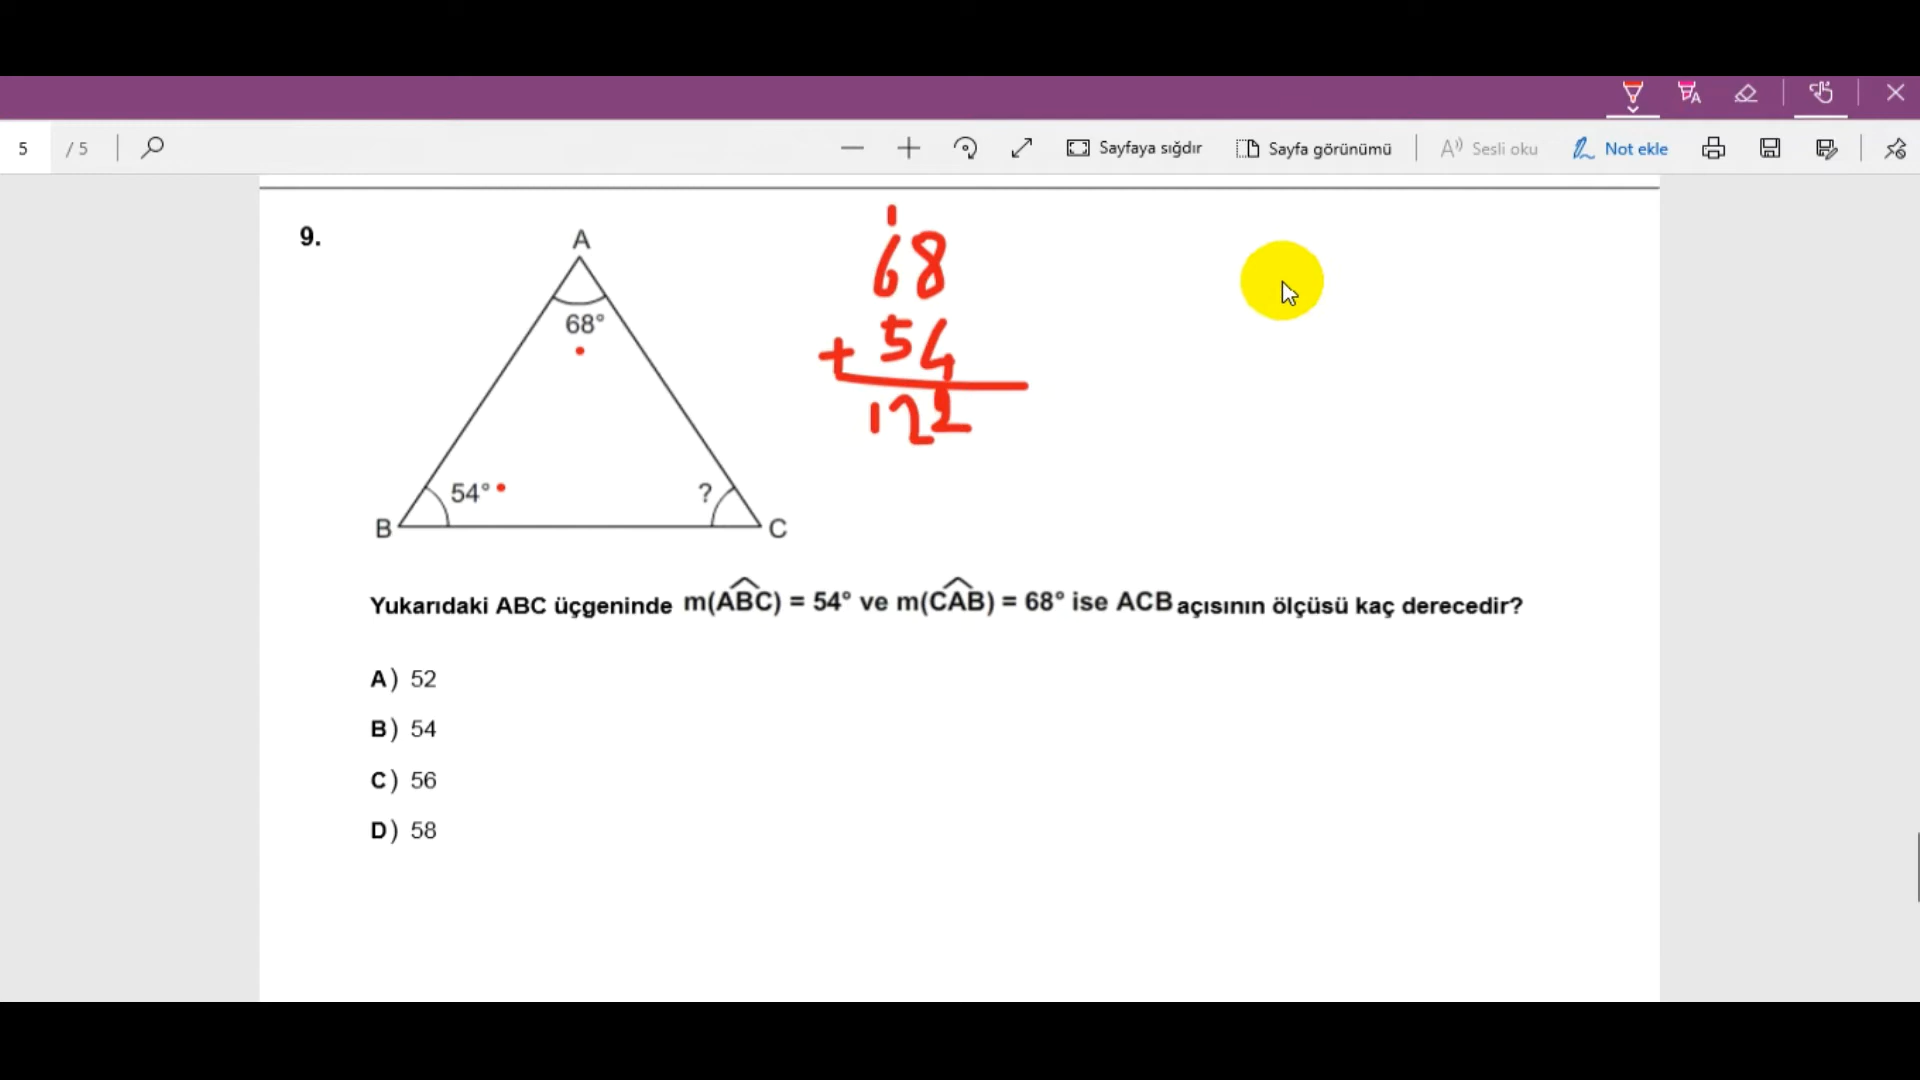 5 / 5 Sayfaya sığdır Sayfa görünümü A Sesli oku Not ekle
9.
A
68°
54°
?
B
C
1
68
+ 54
122
Yukarıdaki ABC üçgeninde m(ABC) = 54° ve m(CAB) = 68° ise ACB açısının ölçüsü kaç derecedir?
A) 52
B) 54
C) 56
D) 58